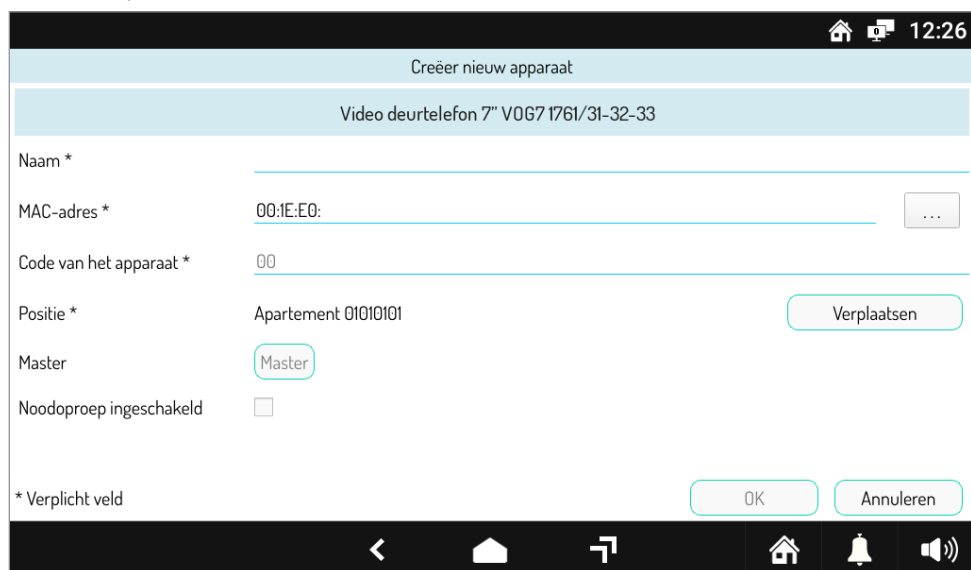 12:26
Creëer nieuw apparaat
Video deurtelefon 7" VOG7 1761/31-32-33
Naam *
MAC-adres * 00:1E:E0: ...
Code van het apparaat * 00
Positie * Apartement 01010101 Verplaatsen
Master Master
Noodoproep ingeschakeld
* Verplicht veld OK Annuleren